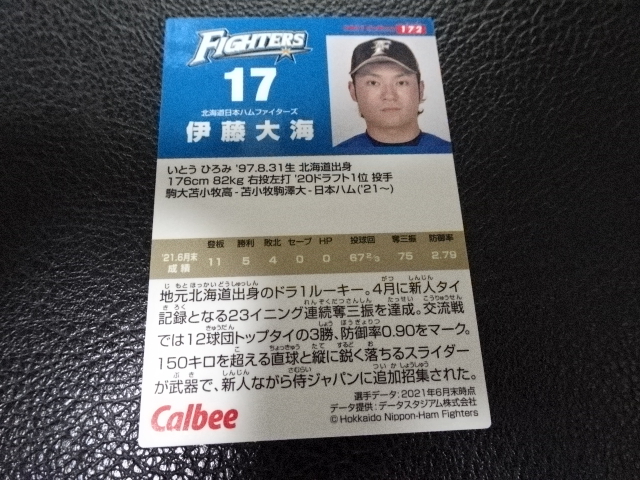 FIGHTERS
172
17
北海道日本ハムファイターズ
伊藤大海
いとう ひろみ '97.8.31生 北海道出身
176cm 82kg 右投左打 '20ドラフト1位 投手
駒大苫小牧高-苫小牧駒澤大-日本ハム('21〜)
登板 勝利 敗北 セーブ HP 投球回 奪三振 防御率
'21.6月末成績 11 5 4 0 0 67 2/3 75 2.79
地元北海道出身のドラ1ルーキー。4月に新人タイ
記録となる23イニング連続奪三振を達成。交流戦
では12球団トップタイの3勝、防御率0.90をマーク。
150キロを超える直球と縦に鋭く落ちるスライダー
が武器で、新人ながら侍ジャパンに追加招集された。
選手データ:2021年6月末時点
データ提供:データスタジアム株式会社
Calbee
©Hokkaido Nippon-Ham Fighters